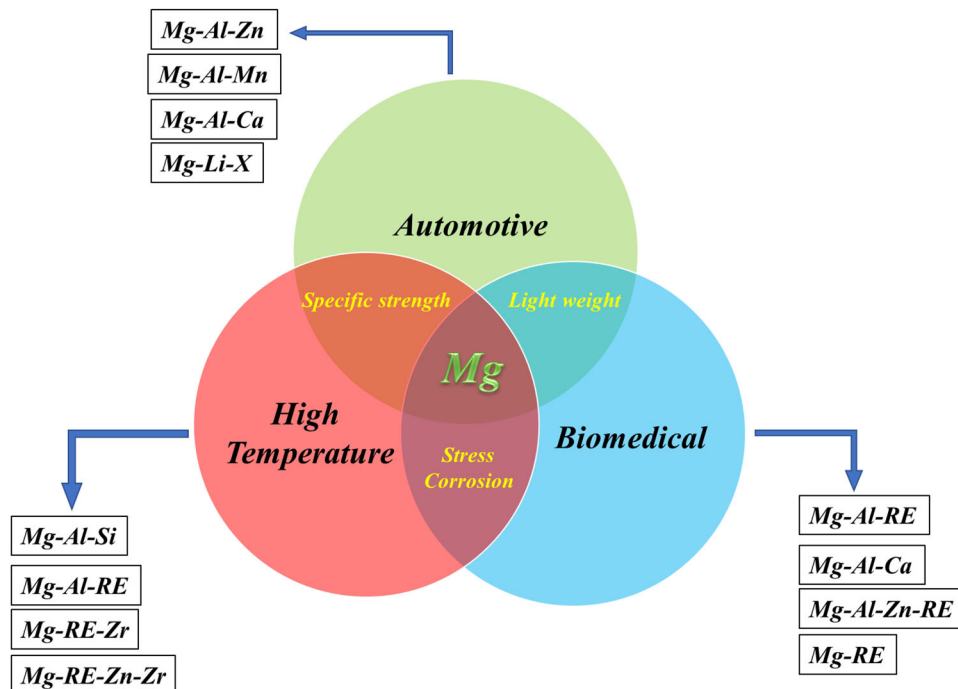 Mg-Al-Zn
Mg-Al-Mn
Mg-Al-Ca
Mg-Li-X
Automotive
Specific strength
Light weight
Mg
High
Temperature
Biomedical
Stress
Corrosion
Mg-Al-Si
Mg-Al-RE
Mg-RE-Zr
Mg-RE-Zn-Zr
Mg-Al-RE
Mg-Al-Ca
Mg-Al-Zn-RE
Mg-RE